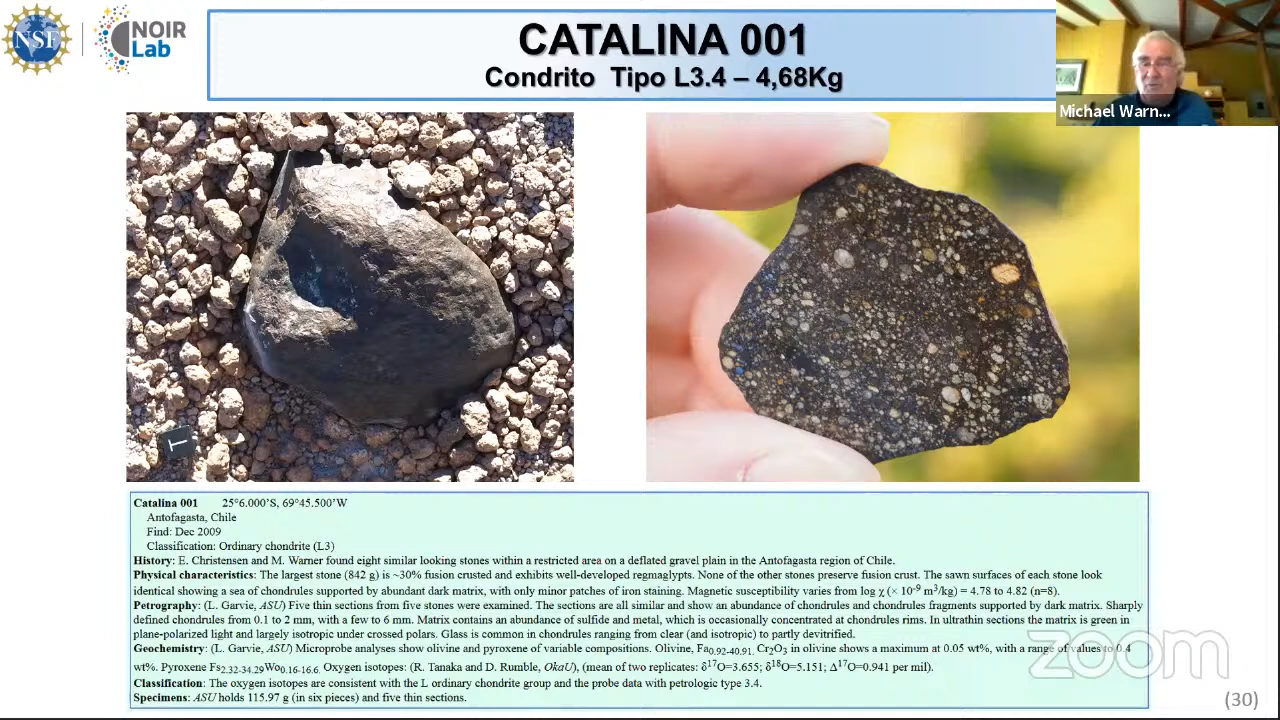 NSF
NOIR
Lab
CATALINA 001
Condrito Tipo L3.4 – 4,68Kg
Michael Warn...
T
Catalina 001 25°6.000'S, 69°45.500'W
Antofagasta, Chile
Find: Dec 2009
Classification: Ordinary chondrite (L3)
History: E. Christensen and M. Warner found eight similar looking stones within a restricted area on a deflated gravel plain in the Antofagasta region of Chile.
Physical characteristics: The largest stone (842 g) is ~30% fusion crusted and exhibits well-developed regmaglypts. None of the other stones preserve fusion crust. The sawn surfaces of each stone look
identical showing a sea of chondrules supported by abundant dark matrix, with only minor patches of iron staining. Magnetic susceptibility varies from log χ (× 10⁻⁹ m³/kg) = 4.78 to 4.82 (n=8).
Petrography: (L. Garvie, ASU) Five thin sections from five stones were examined. The sections are all similar and show an abundance of chondrules and chondrules fragments supported by dark matrix. Sharply
defined chondrules from 0.1 to 2 mm, with a few to 6 mm. Matrix contains an abundance of sulfide and metal, which is occasionally concentrated at chondrules rims. In ultrathin sections the matrix is green in
plane-polarized light and largely isotropic under crossed polars. Glass is common in chondrules ranging from clear (and isotropic) to partly devitrified.
Geochemistry: (L. Garvie, ASU) Microprobe analyses show olivine and pyroxene of variable compositions. Olivine, Fa0.92-40.91. Cr₂O₃ in olivine shows a maximum at 0.05 wt%, with a range of values to 0.4
wt%. Pyroxene Fs2.32-34.29Wo0.16-16.6. Oxygen isotopes: (R. Tanaka and D. Rumble, OkaU), (mean of two replicates: δ¹⁷O=3.655; δ¹⁸O=5.151; Δ¹⁷O=0.941 per mil).
Classification: The oxygen isotopes are consistent with the L ordinary chondrite group and the probe data with petrologic type 3.4.
Specimens: ASU holds 115.97 g (in six pieces) and five thin sections.
zoom
(30)